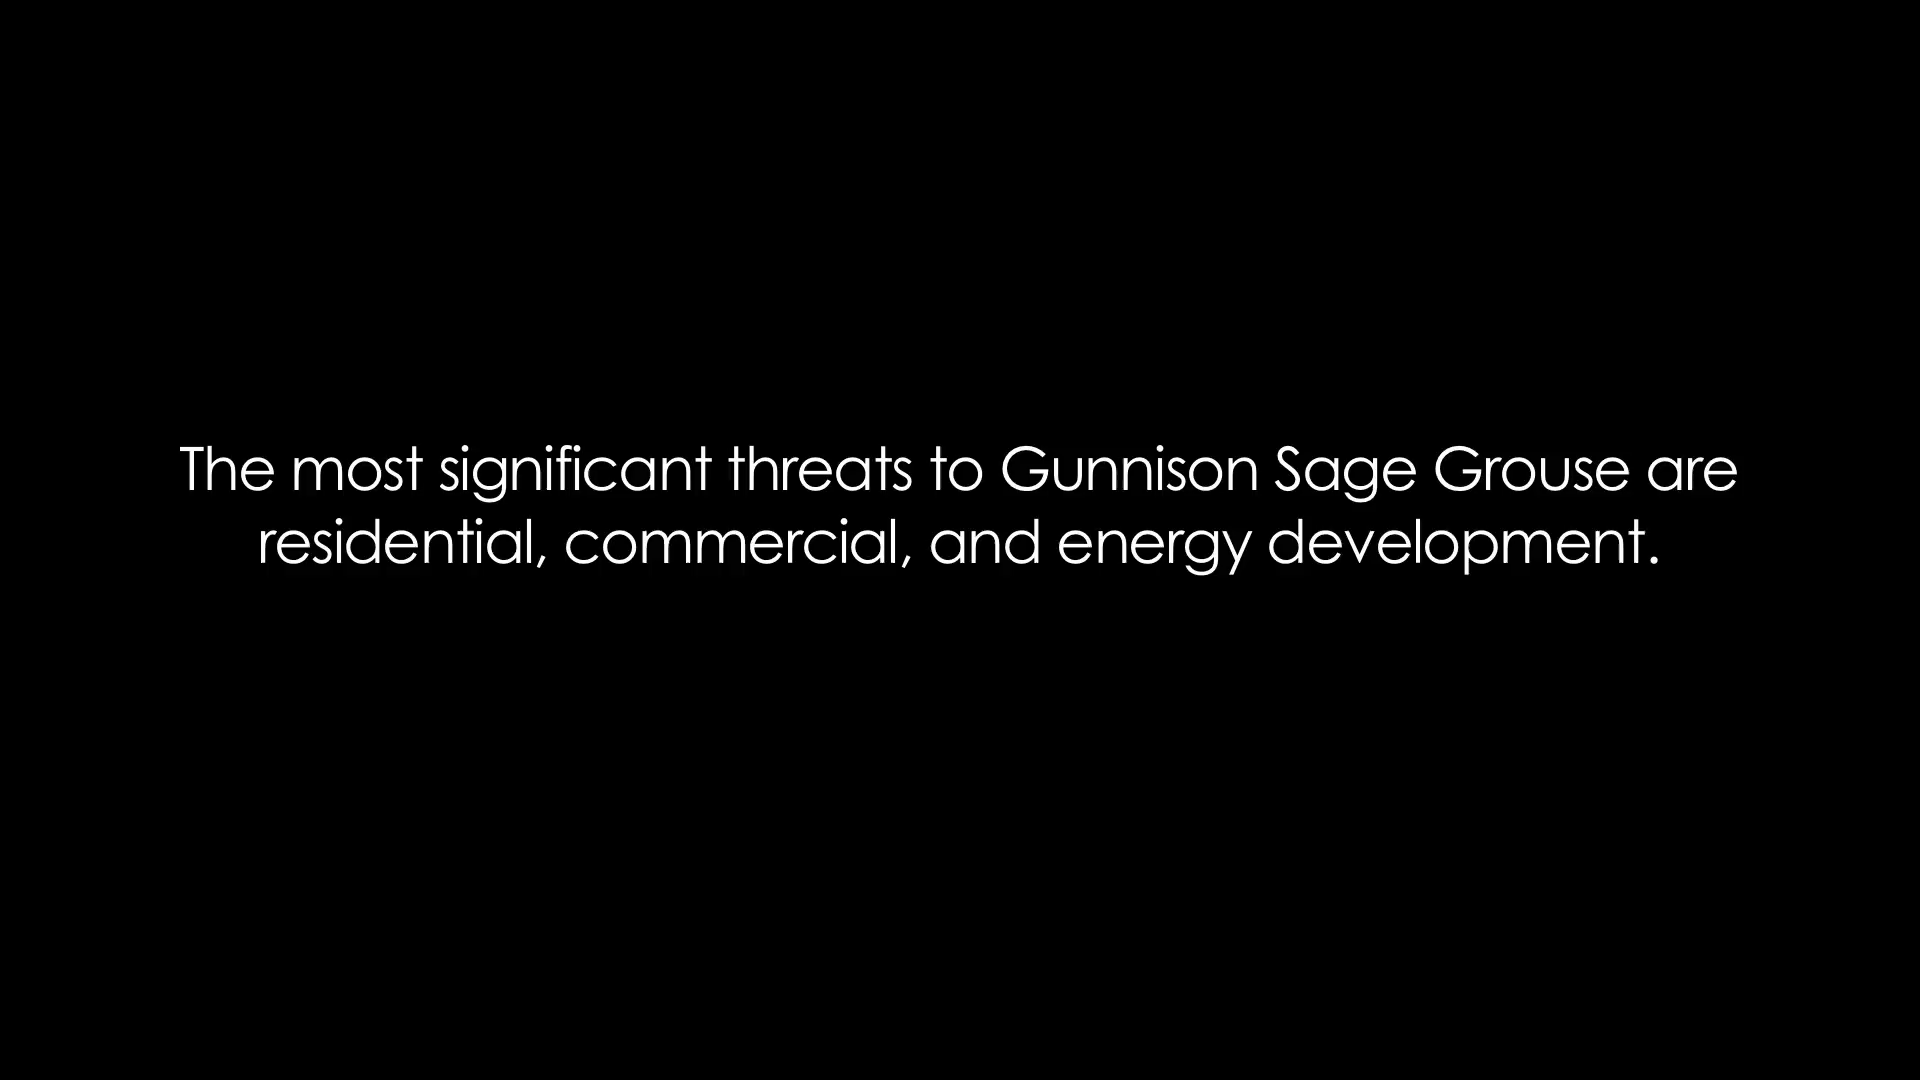 The most significant threats to Gunnison Sage Grouse are
residential, commercial, and energy development.